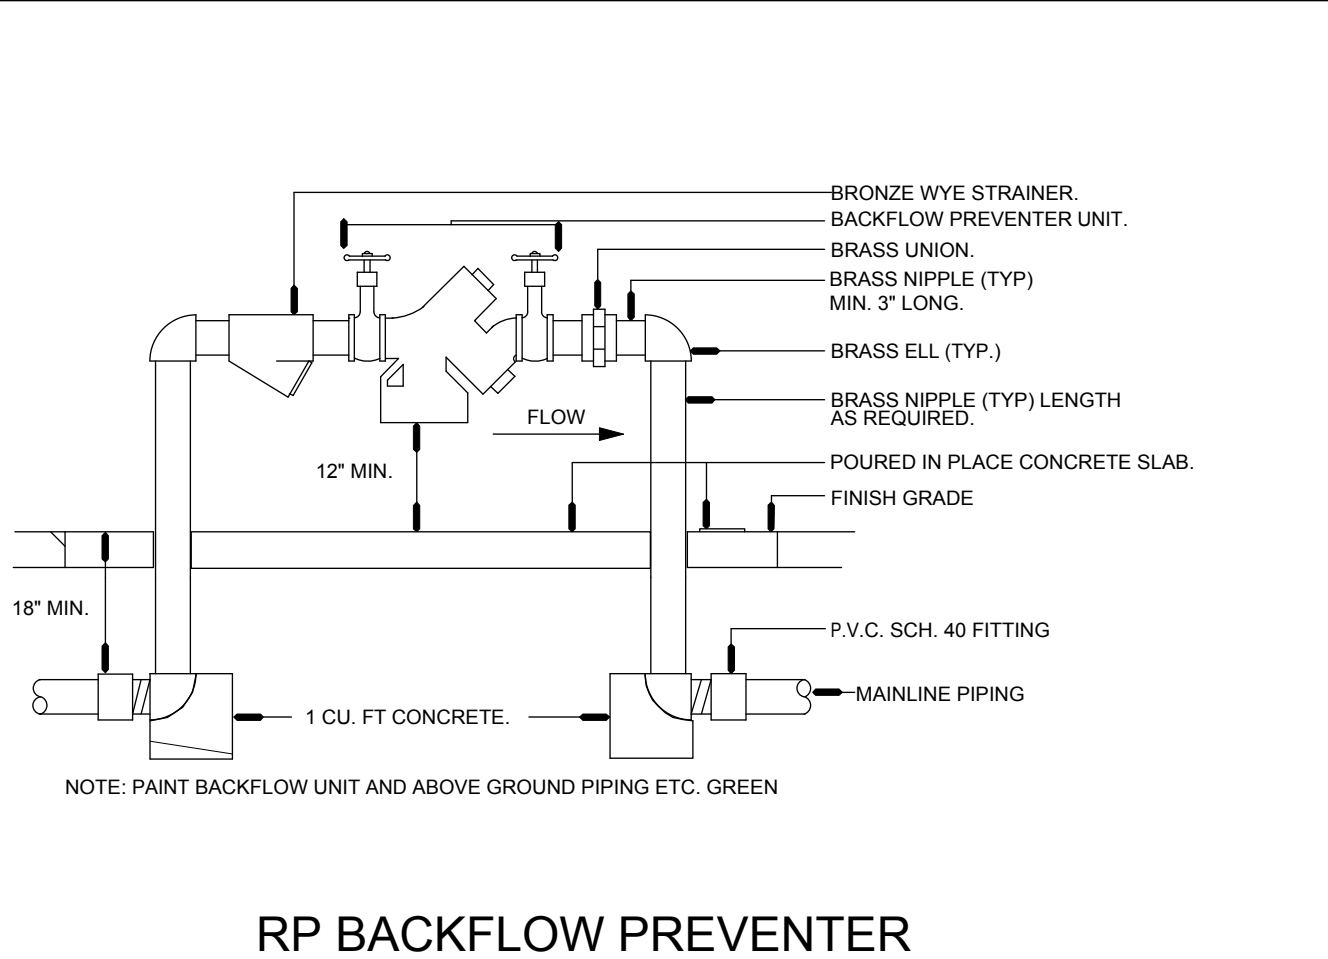 BRONZE WYE STRAINER.
BACKFLOW PREVENTER UNIT.
BRASS UNION.
BRASS NIPPLE (TYP)
MIN. 3" LONG.
BRASS ELL (TYP.)
BRASS NIPPLE (TYP) LENGTH
AS REQUIRED.
FLOW
12" MIN.
POURED IN PLACE CONCRETE SLAB.
FINISH GRADE
18" MIN.
P.V.C. SCH. 40 FITTING
MAINLINE PIPING
1 CU. FT CONCRETE.
NOTE: PAINT BACKFLOW UNIT AND ABOVE GROUND PIPING ETC. GREEN
RP BACKFLOW PREVENTER